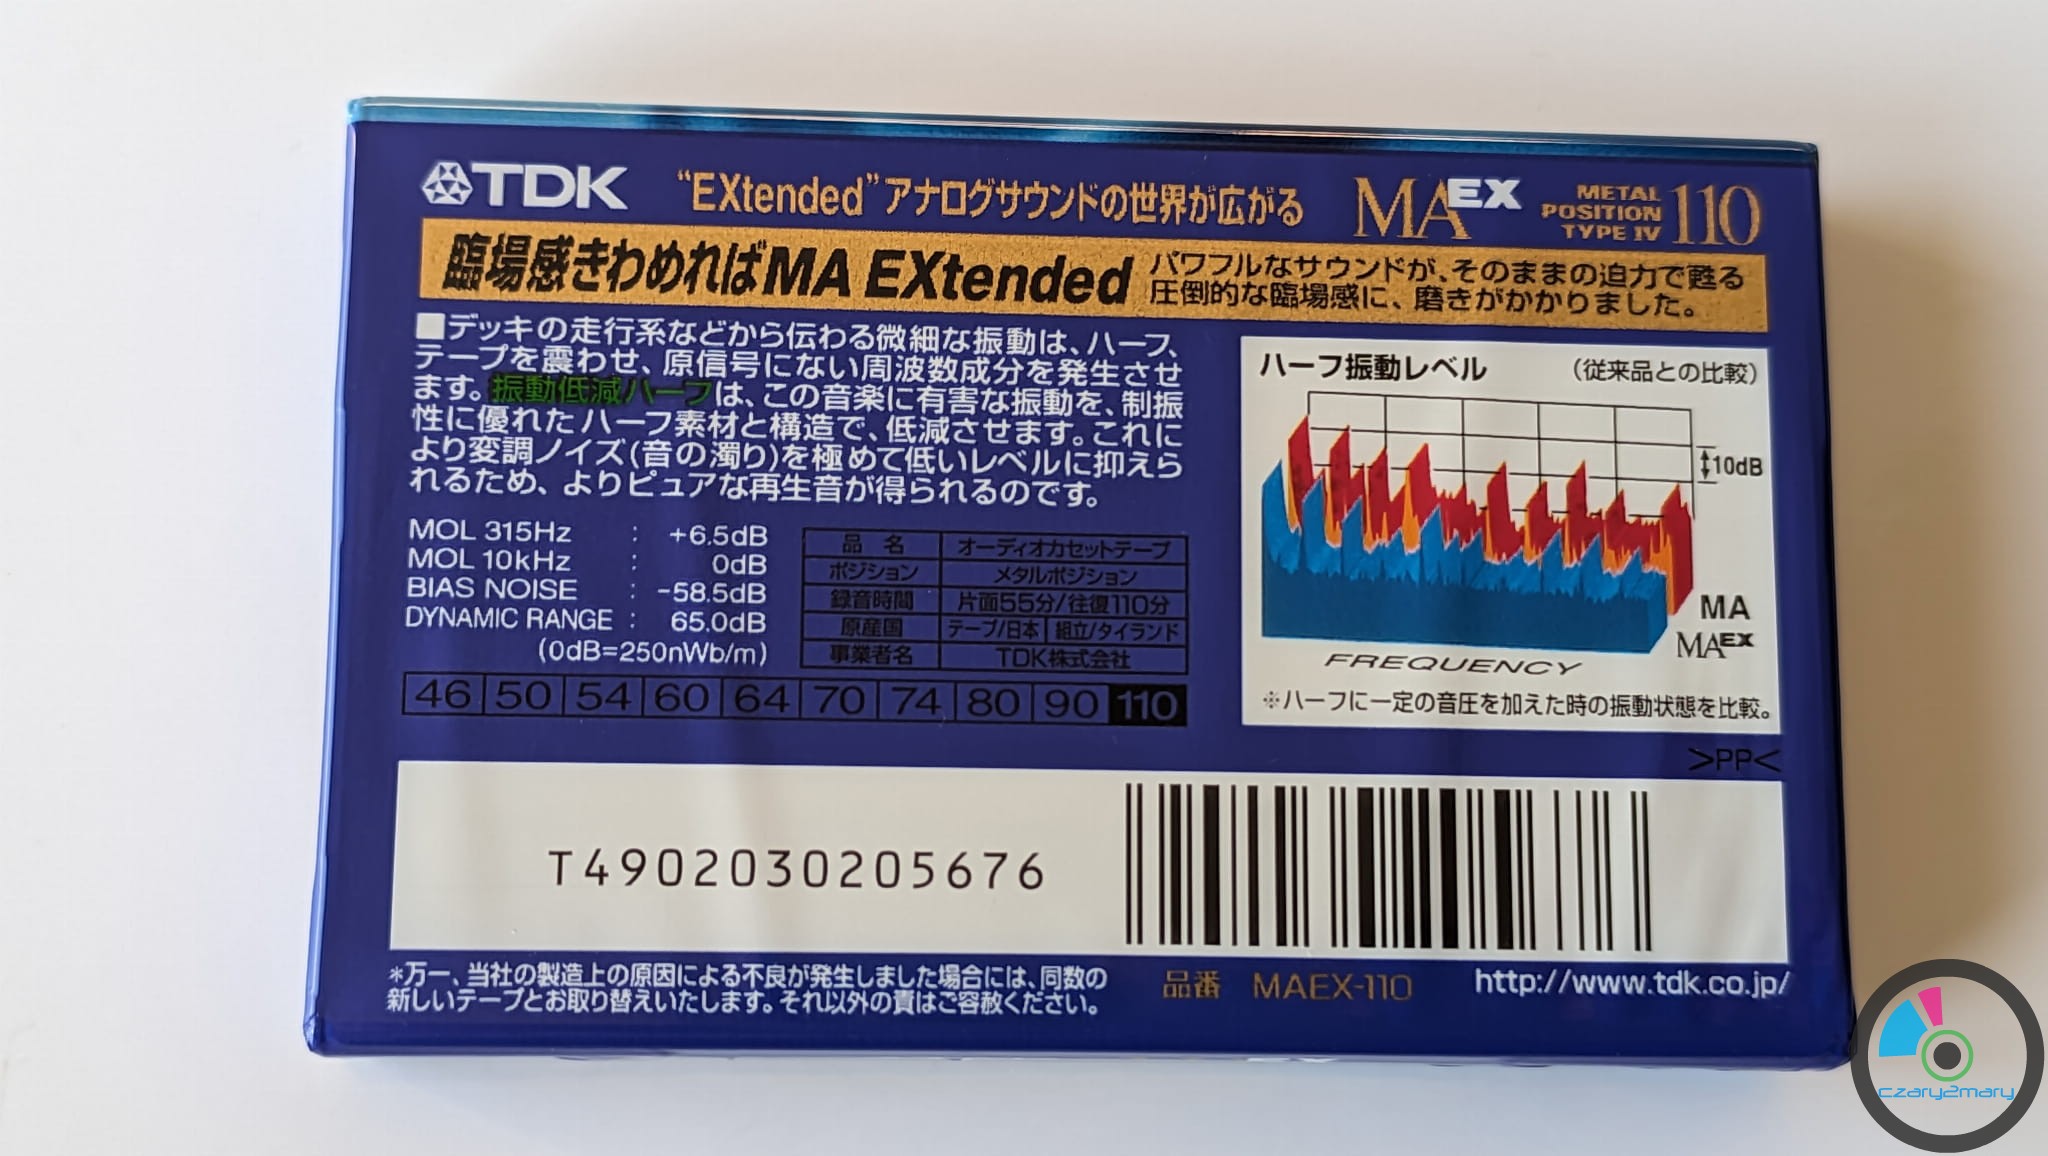 TDK "EXtended"アナログサウンドの世界が広がる MAEX METAL POSITION TYPE IV 110
臨場感きわめればMA EXtended
パワフルなサウンドが、そのままの迫力で甦る
圧倒的な臨場感に、磨きがかかりました。
■デッキの走行系などから伝わる微細な振動は、ハーフ、
テープを震わせ、原信号にない周波数成分を発生させ
ます。振動低減ハーフは、この音楽に有害な振動を、制振
性に優れたハーフ素材と構造で、低減させます。これに
より変調ノイズ(音の濁り)を極めて低いレベルに抑えら
れるため、よりピュアな再生音が得られるのです。
MOL 315Hz : +6.5dB
MOL 10kHz : 0dB
BIAS NOISE : -58.5dB
DYNAMIC RANGE : 65.0dB
(0dB=250nWb/m)
品 名 オーディオカセットテープ
ポジション メタルポジション
録音時間 片面55分/往復110分
原産国 テープ/日本 組立/タイランド
事業者名 TDK株式会社
46 50 54 60 64 70 74 80 90 110
ハーフ振動レベル (従来品との比較)
10dB
MA
MAEX
FREQUENCY
※ハーフに一定の音圧を加えた時の振動状態を比較。
>PP<
T4902030205676
*万一、当社の製造上の原因による不良が発生しました場合には、同数の
新しいテープとお取り替えいたします。それ以外の責はご容赦ください。
品番 MAEX-110
http://www.tdk.co.jp/
czary2mary